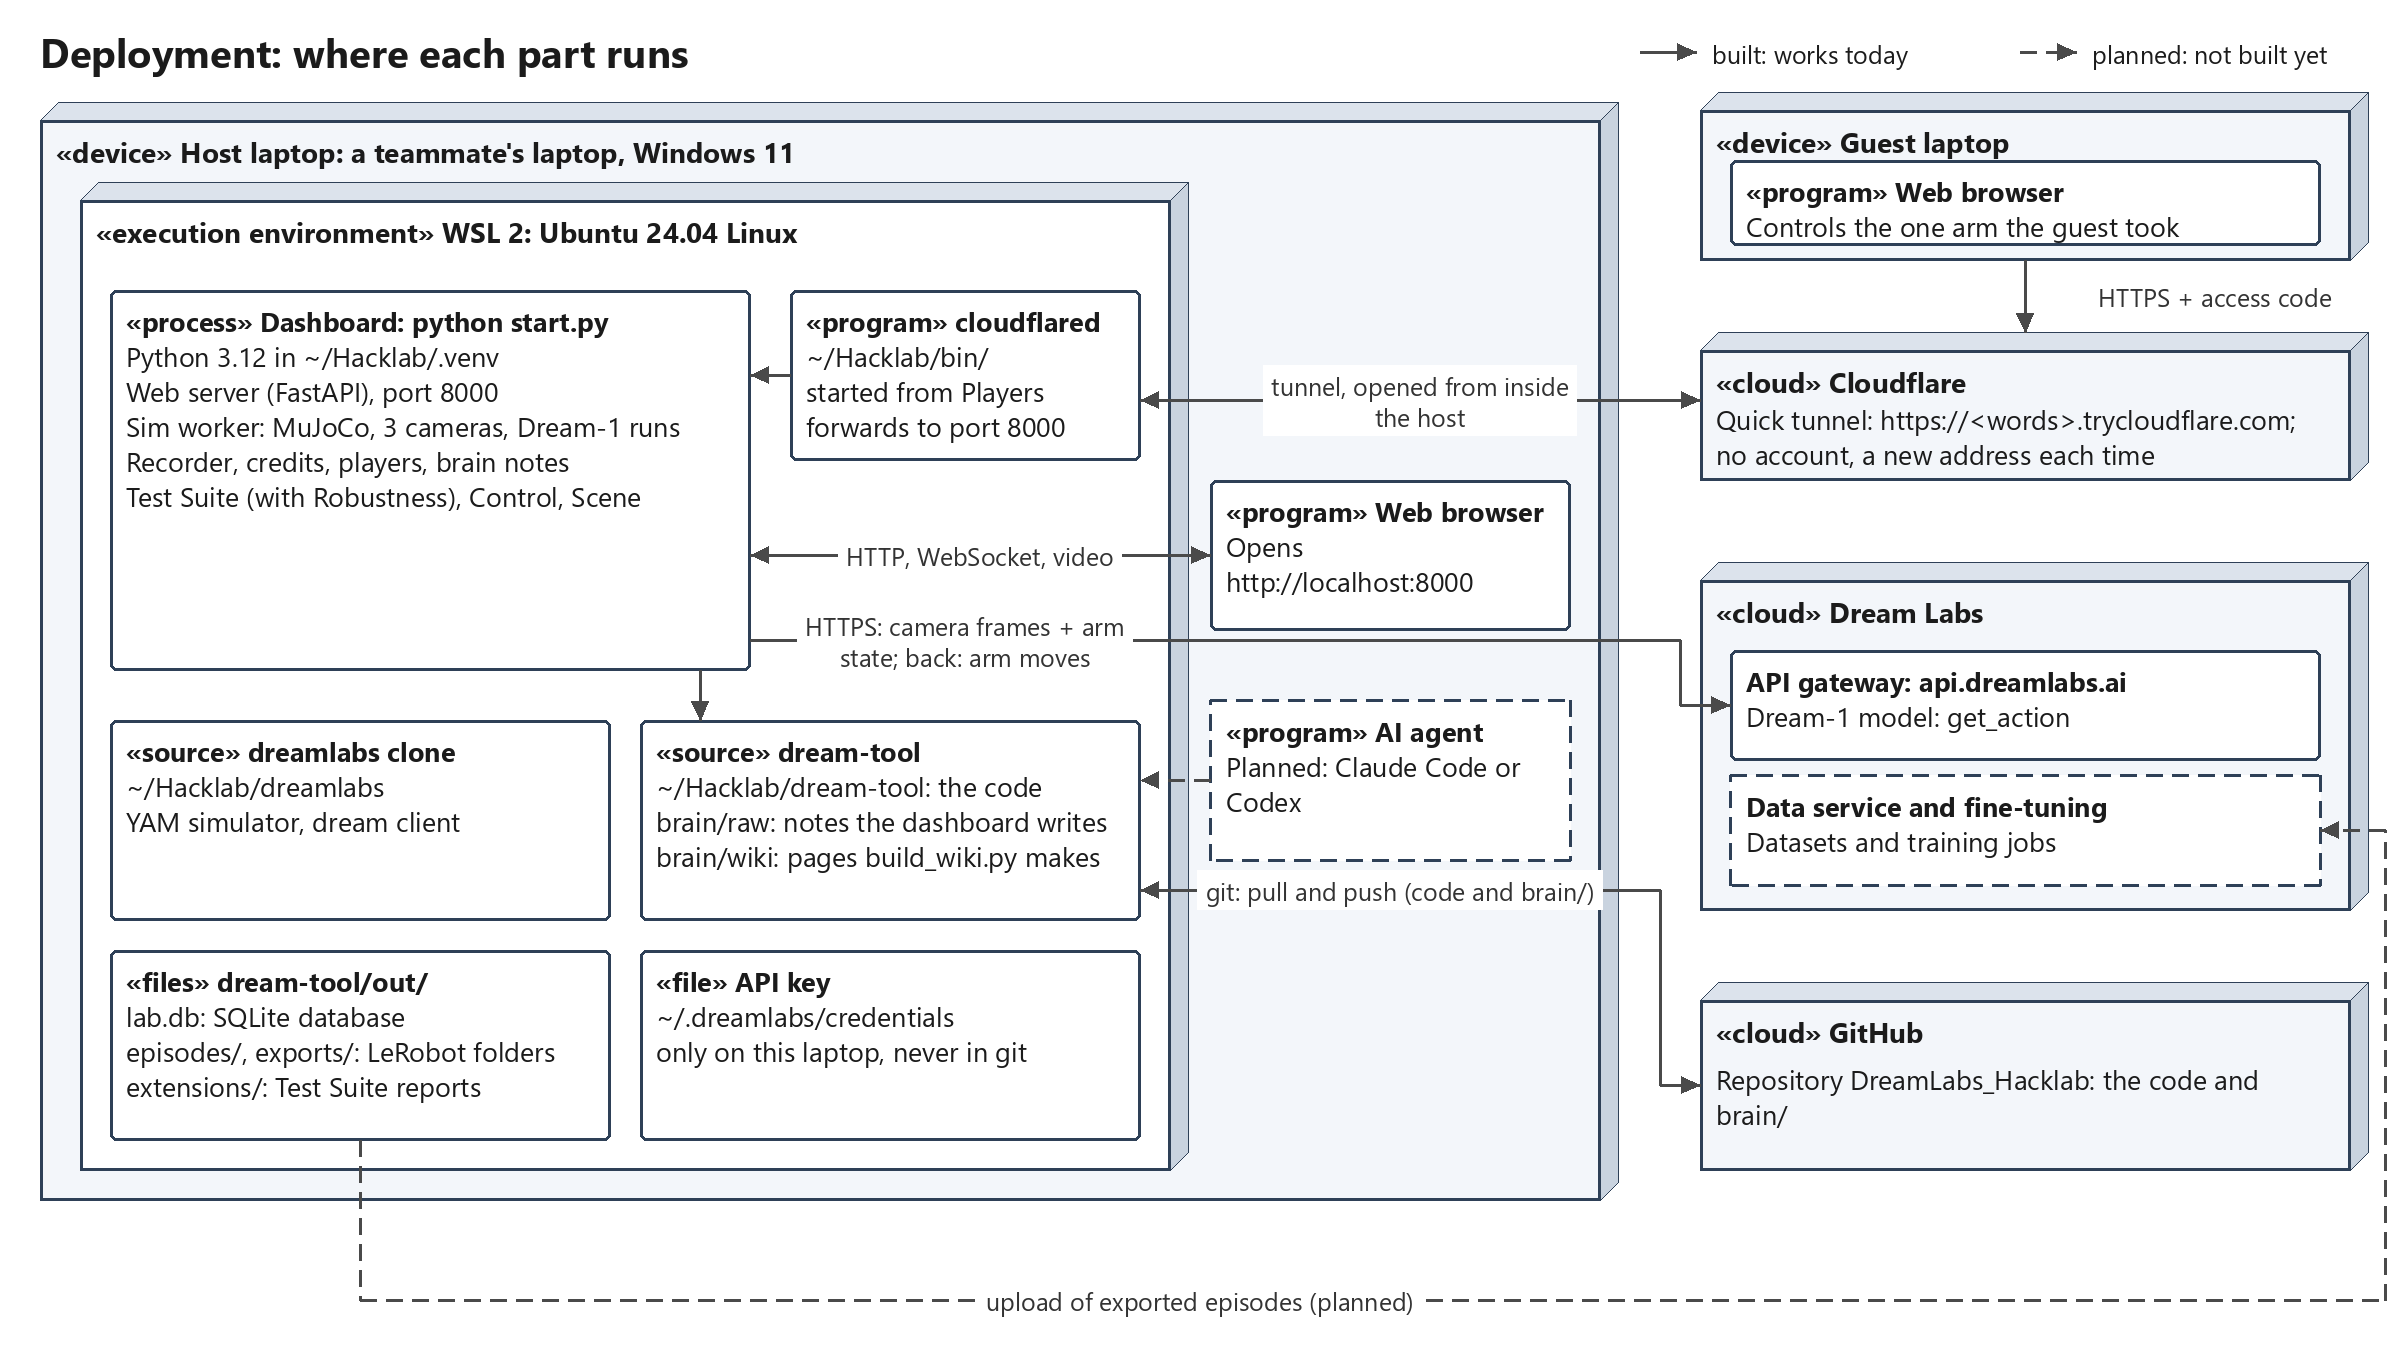 Deployment: where each part runs
built: works today
planned: not built yet
«device» Host laptop: a teammate's laptop, Windows 11
«execution environment» WSL 2: Ubuntu 24.04 Linux
«process» Dashboard: python start.py
Python 3.12 in ~/Hacklab/.venv
Web server (FastAPI), port 8000
Sim worker: MuJoCo, 3 cameras, Dream-1 runs
Recorder, credits, players, brain notes
Test Suite (with Robustness), Control, Scene
«program» cloudflared
~/Hacklab/bin/
started from Players
forwards to port 8000
tunnel, opened from inside
the host
«program» Web browser
Opens
http://localhost:8000
HTTP, WebSocket, video
HTTPS: camera frames + arm
state; back: arm moves
«source» dreamlabs clone
~/Hacklab/dreamlabs
YAM simulator, dream client
«source» dream-tool
~/Hacklab/dream-tool: the code
brain/raw: notes the dashboard writes
brain/wiki: pages build_wiki.py makes
«program» AI agent
Planned: Claude Code or
Codex
git: pull and push (code and brain/)
«files» dream-tool/out/
lab.db: SQLite database
episodes/, exports/: LeRobot folders
extensions/: Test Suite reports
«file» API key
~/.dreamlabs/credentials
only on this laptop, never in git
«device» Guest laptop
«program» Web browser
Controls the one arm the guest took
HTTPS + access code
«cloud» Cloudflare
Quick tunnel: https://<words>.trycloudflare.com;
no account, a new address each time
«cloud» Dream Labs
API gateway: api.dreamlabs.ai
Dream-1 model: get_action
Data service and fine-tuning
Datasets and training jobs
«cloud» GitHub
Repository DreamLabs_Hacklab: the code and
brain/
upload of exported episodes (planned)